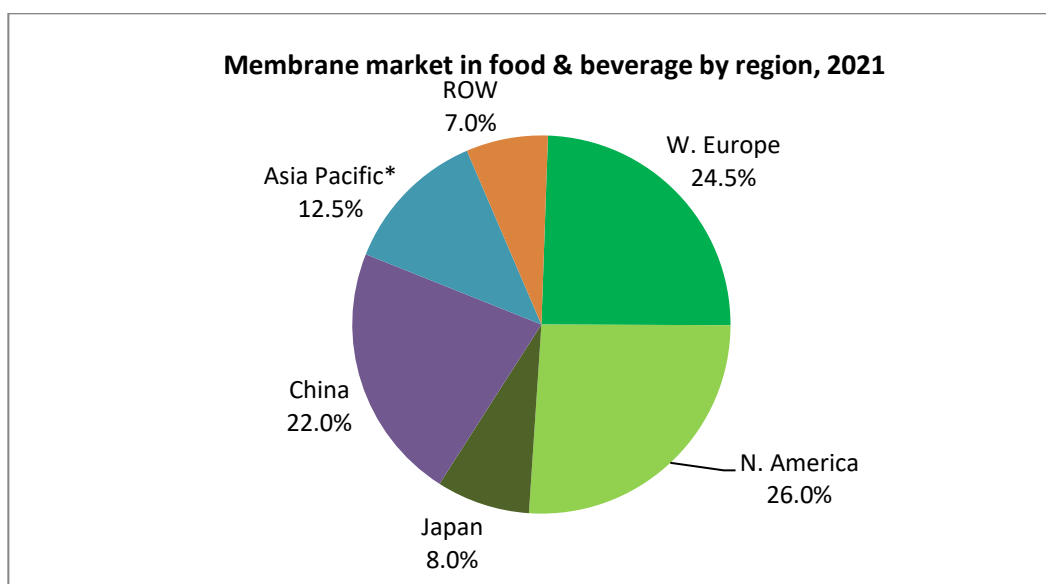 Membrane market in food & beverage by region, 2021
ROW
7.0%
W. Europe
24.5%
Asia Pacific*
12.5%
China
22.0%
N. America
26.0%
Japan
8.0%